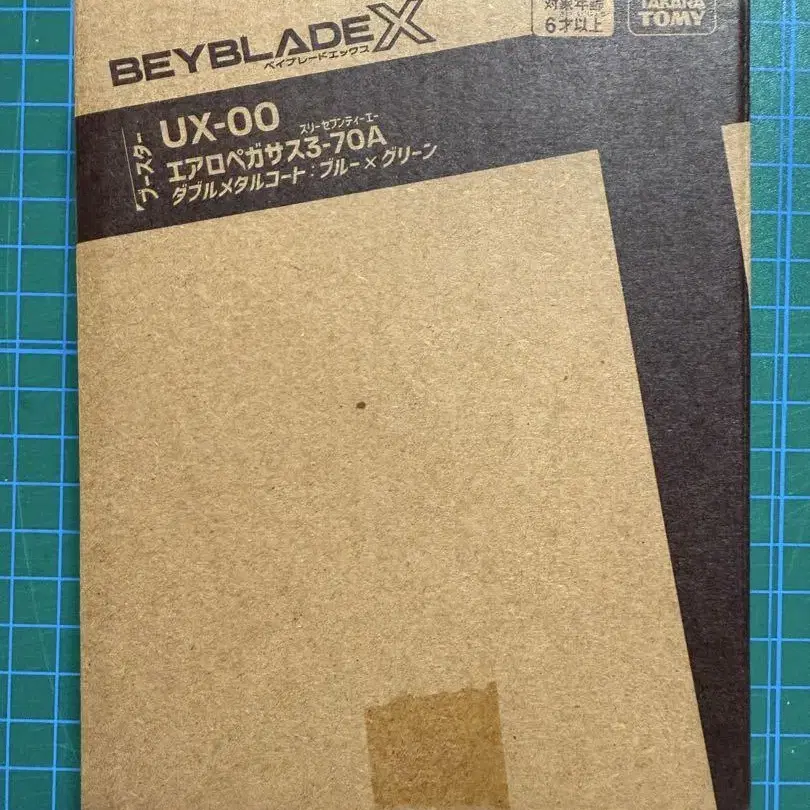 BEYBLADE X
ベイブレードエックス
対象年齢
6才以上
TAKARA
TOMY
ブースター
UX-00
スリーセブンティーエー
エアロペガサス3-70A
ダブルメタルコート:ブルー×グリーン